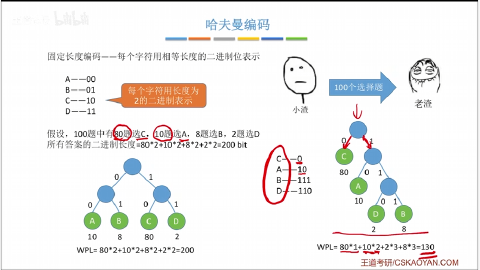 哈夫曼编码
固定长度编码——每个字符用相等长度的二进制位表示
A——00
B——01
C——10
D——11
每个字符用长度为
2的二进制表示
小渣
100个选择题
老渣
假设，100题中有80题选C，10题选A，8题选B，2题选D
所有答案的二进制长度=80*2+10*2+8*2+2*2=200 bit
0 1
0 1 0 1
A B C D
10 8 80 2
WPL= 80*2+10*2+8*2+2*2=200
C——0
A——10
B——111
D——110
0 1
C 0 1
80 A 0 1
10 D B
2 8
WPL= 80*1+10*2+2*3+8*3=130
王道考研/CSKAOYAN.COM